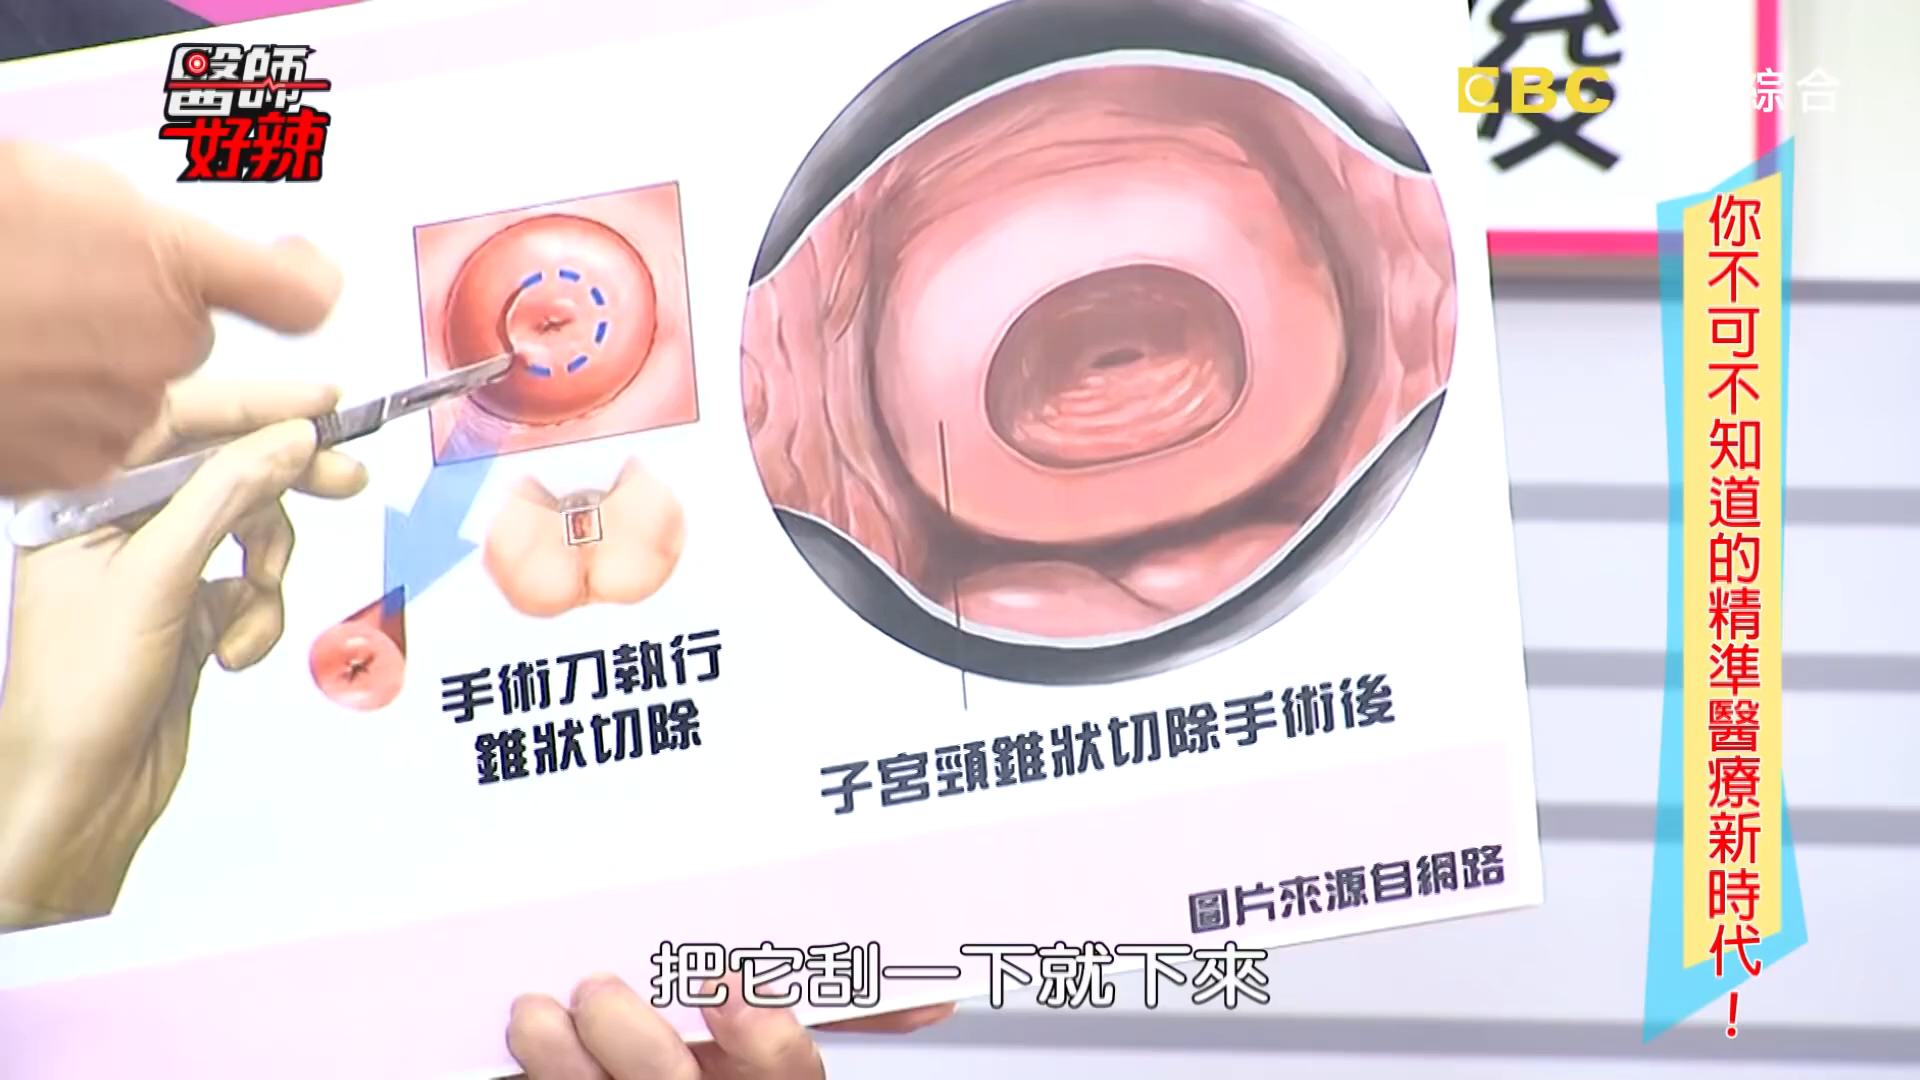 醫師
好辣
EBC 綜合
你不可不知道的精準醫療新時代！
手術刀執行
錐狀切除
子宮頸錐狀切除手術後
圖片來源自網路
把它刮一下就下來